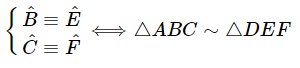 { B̂ ≡ Ê
Ĉ ≡ F̂ ⟺ △ABC ∼ △DEF